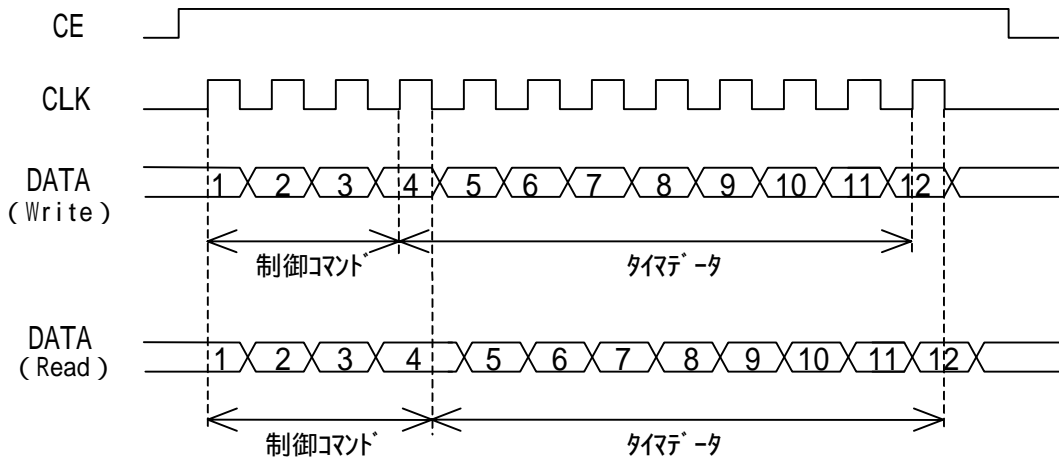 CE
CLK
DATA
(Write)
1 2 3 4 5 6 7 8 9 10 11 12
制御ｺﾏﾝﾄﾞ ﾀｲﾏﾃﾞｰﾀ
DATA
(Read)
1 2 3 4 5 6 7 8 9 10 11 12
制御ｺﾏﾝﾄﾞ ﾀｲﾏﾃﾞｰﾀ